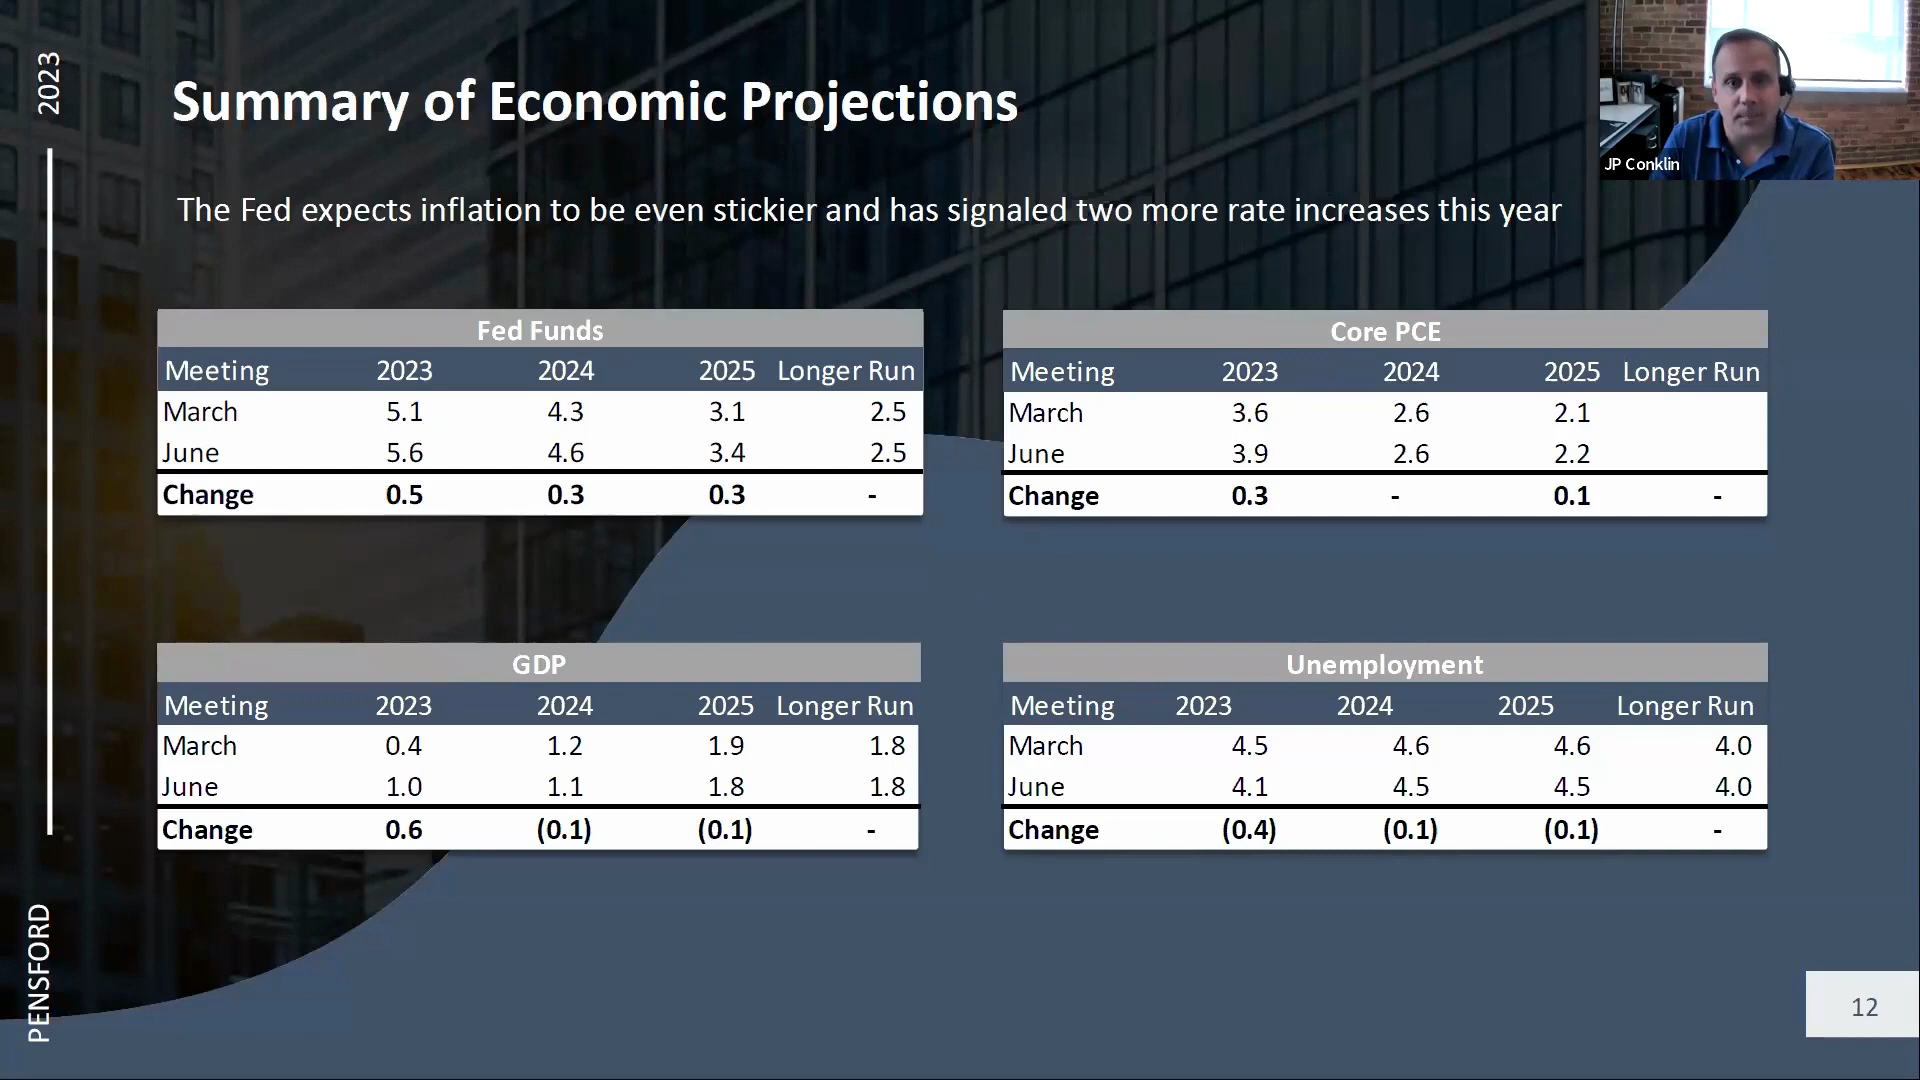 2023
Summary of Economic Projections
JP Conklin
The Fed expects inflation to be even stickier and has signaled two more rate increases this year
Fed Funds
Meeting 2023 2024 2025 Longer Run
March 5.1 4.3 3.1 2.5
June 5.6 4.6 3.4 2.5
Change 0.5 0.3 0.3 -
Core PCE
Meeting 2023 2024 2025 Longer Run
March 3.6 2.6 2.1
June 3.9 2.6 2.2
Change 0.3 - 0.1 -
GDP
Meeting 2023 2024 2025 Longer Run
March 0.4 1.2 1.9 1.8
June 1.0 1.1 1.8 1.8
Change 0.6 (0.1) (0.1) -
Unemployment
Meeting 2023 2024 2025 Longer Run
March 4.5 4.6 4.6 4.0
June 4.1 4.5 4.5 4.0
Change (0.4) (0.1) (0.1) -
PENSFORD
12